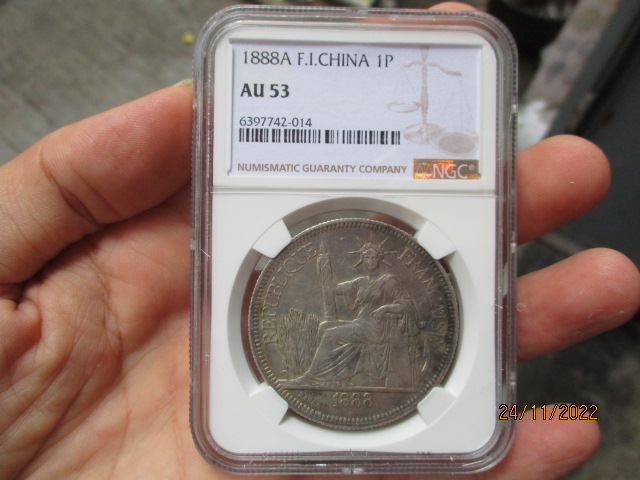 1888A F.I.CHINA 1P
AU 53
6397742-014
NUMISMATIC GUARANTY COMPANY
NGC®
REPUBLIQUE FRANÇAISE
1888
24/11/2022